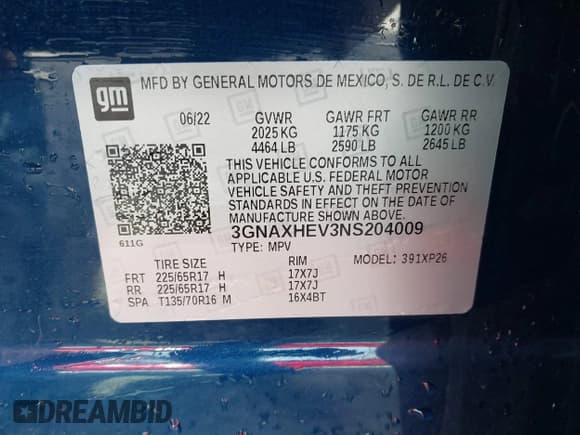 gm
MFD BY GENERAL MOTORS DE MEXICO, S. DE R.L. DE C.V.
06/22 GVWR GAWR FRT GAWR RR
2025 KG 1175 KG 1200 KG
4464 LB 2590 LB 2645 LB
THIS VEHICLE CONFORMS TO ALL
APPLICABLE U.S. FEDERAL MOTOR
VEHICLE SAFETY AND THEFT PREVENTION
STANDARDS IN EFFECT ON THE DATE OF
MANUFACTURE SHOWN ABOVE.
3GNAXHEV3NS204009
611G
TYPE: MPV
TIRE SIZE RIM MODEL: 391XP26
FRT 225/65R17 H 17X7J
RR 225/65R17 H 17X7J
SPA T135/70R16 M 16X4BT
DREAMBID